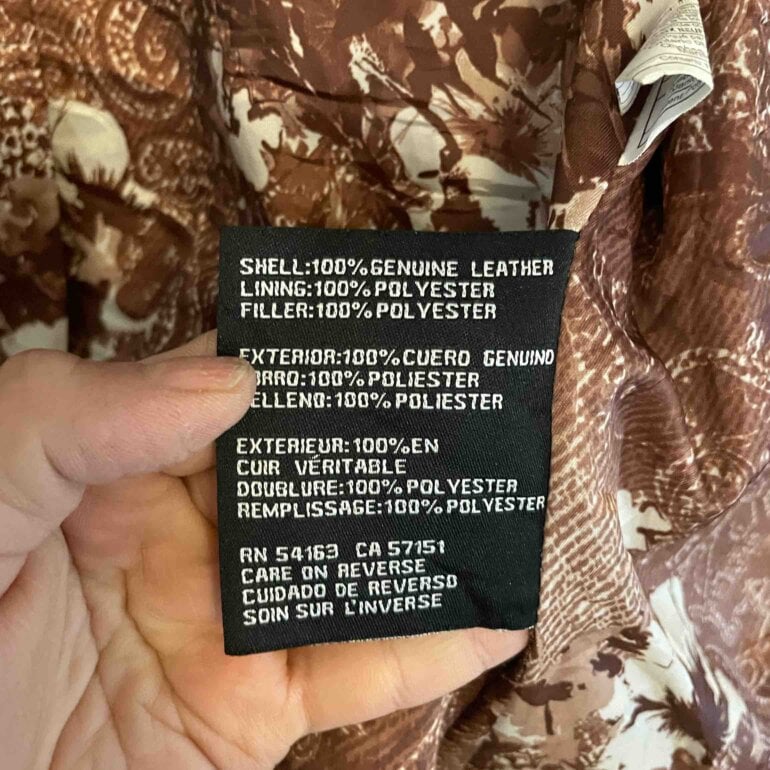 SHELL:100% GENUINE LEATHER
LINING:100% POLYESTER
FILLER:100% POLYESTER
EXTERIOR:100% CUERO GENUINO
ORRO:100% POLIESTER
ELLENO:100% POLIESTER
EXTERIEUR:100% EN
CUIR VÉRITABLE
DOUBLURE:100% POLYESTER
REMPLISSAGE:100% POLYESTER
RN 54163 CA 57151
CARE ON REVERSE
CUIDADO DE REVERSO
SOIN SUR L'INVERSE